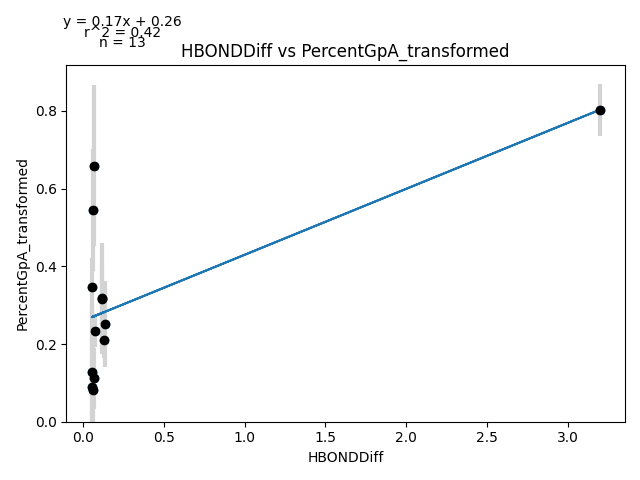 y = 0.17x + 0.26
r^2 = 0.42
n = 13
HBONDDiff vs PercentGpA_transformed
PercentGpA_transformed
0.8
0.6
0.4
0.2
0.0
0.0 0.5 1.0 1.5 2.0 2.5 3.0
HBONDDiff